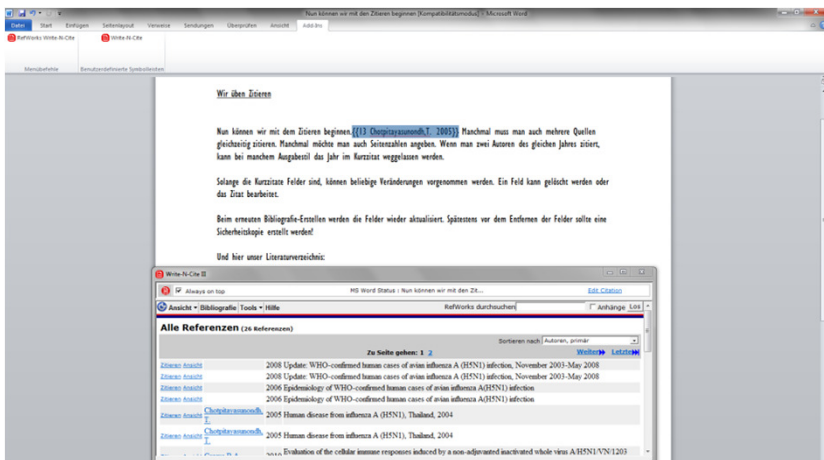 Nun können wir mit dem Zitieren beginnen [Kompatibilitätsmodus] - Microsoft Word
Datei Start Einfügen Seitenlayout Verweise Sendungen Überprüfen Ansicht Add-Ins
RefWorks Write-N-Cite Write-N-Cite
Menübefehle Benutzerdefinierte Symbolleisten
Wir üben Zitieren
Nun können wir mit dem Zitieren beginnen.{{13 Chotpitayasunondh,T. 2005}} Manchmal muss man auch mehrere Quellen
gleichzeitig zitieren. Manchmal möchte man auch Seitenzahlen angeben. Wenn man zwei Autoren des gleichen Jahres zitiert,
kann bei manchem Ausgabestil das Jahr im Kurzzitat weggelassen werden.
Solange die Kurzzitate Felder sind, können beliebige Veränderungen vorgenommen werden. Ein Feld kann gelöscht werden oder
das Zitat bearbeitet.
Beim erneuten Bibliografie-Erstellen werden die Felder wieder aktualisiert. Spätestens vor dem Entfernen der Felder sollte eine
Sicherheitskopie erstellt werden!
Und hier unser Literaturverzeichnis:
Write-N-Cite III
Always on top MS Word Status : Nun können wir mit den Zit... Edit Citation
Ansicht Bibliografie Tools Hilfe RefWorks durchsuchen Anhänge Los
Alle Referenzen (26 Referenzen)
Sortieren nach Autoren, primär
Zu Seite gehen: 1 2 Weiter Letzte
Zitieren Ansicht 2008 Update: WHO-confirmed human cases of avian influenza A (H5N1) infection, November 2003-May 2008
Zitieren Ansicht 2008 Update: WHO-confirmed human cases of avian influenza A (H5N1) infection, November 2003-May 2008
Zitieren Ansicht 2006 Epidemiology of WHO-confirmed human cases of avian influenza A(H5N1) infection
Zitieren Ansicht 2006 Epidemiology of WHO-confirmed human cases of avian influenza A(H5N1) infection
Zitieren Ansicht Chotpitayasunondh, T. 2005 Human disease from influenza A (H5N1), Thailand, 2004
Zitieren Ansicht Chotpitayasunondh, T. 2005 Human disease from influenza A (H5N1), Thailand, 2004
2010 Evaluation of the cellular immune responses induced by a non-adjuvanted inactivated whole virus A/H5N1/VN/1203